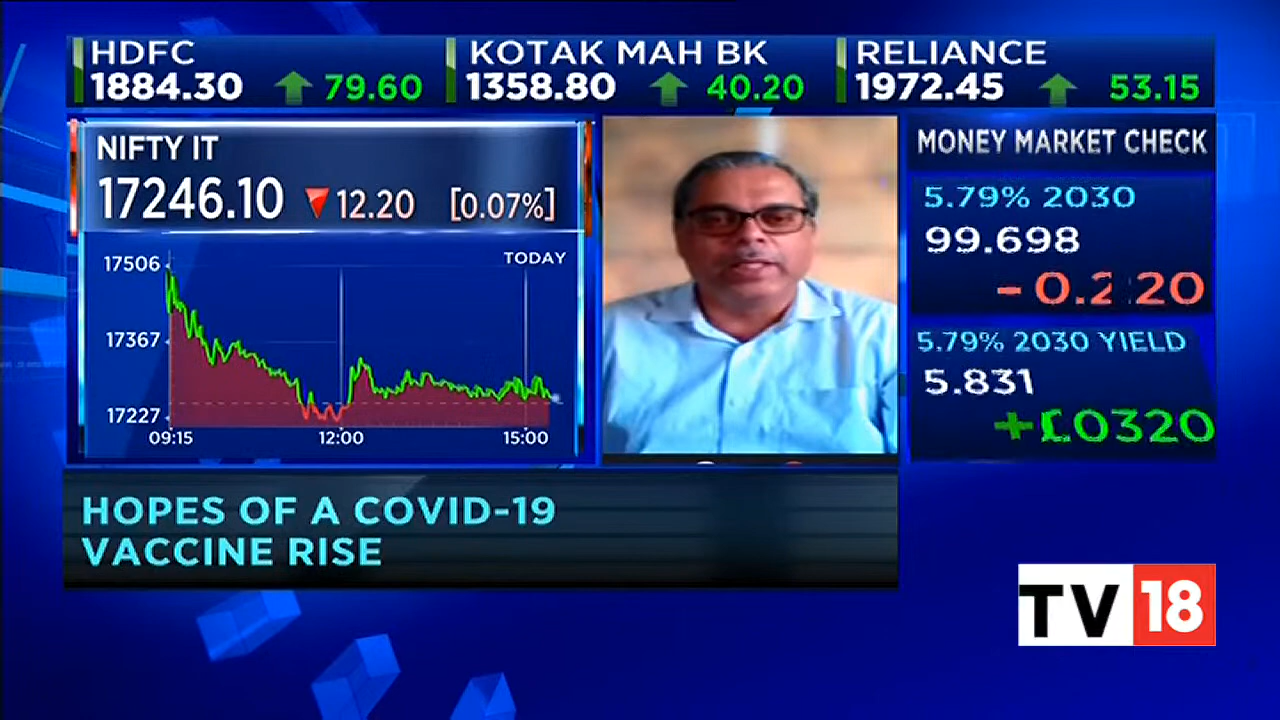 HDFC
1884.30 79.60
KOTAK MAH BK
1358.80 40.20
RELIANCE
1972.45 53.15
NIFTY IT
17246.10 12.20 [0.07%]
TODAY
17506
17367
17227
09:15 12:00 15:00
MONEY MARKET CHECK
5.79% 2030
99.698
5.79% 2030 YIELD
5.831
HOPES OF A COVID-19
VACCINE RISE
TV18